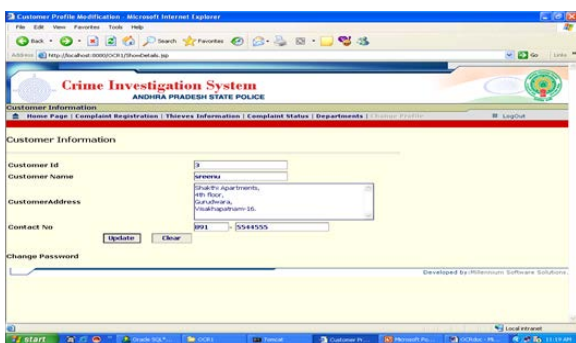 Customer Profile Modification - Microsoft Internet Explorer
File Edit View Favorites Tools Help
Back Search Favorites
Address http://localhost:8080/OCR1/ShowDetails.jsp Go Links
Crime Investigation System
ANDHRA PRADESH STATE POLICE
Customer Information
Home Page | Complaint Registration | Thieves Information | Complaint Status | Departments | Change Profile LogOut
Customer Information
Customer Id 3
Customer Name sreenu
CustomerAddress Shakthi Apartments,
4th floor,
Gurudwara,
Visakhapatnam-16.
Contact No 891 - 5544555
Update Clear
Change Password
Developed by:Millennium Software Solutions.
Local intranet
start Oracle SQL*... OCR1 Tomcat Customer Pr... Microsoft Po... OCRdoc - M... 11:19 AM